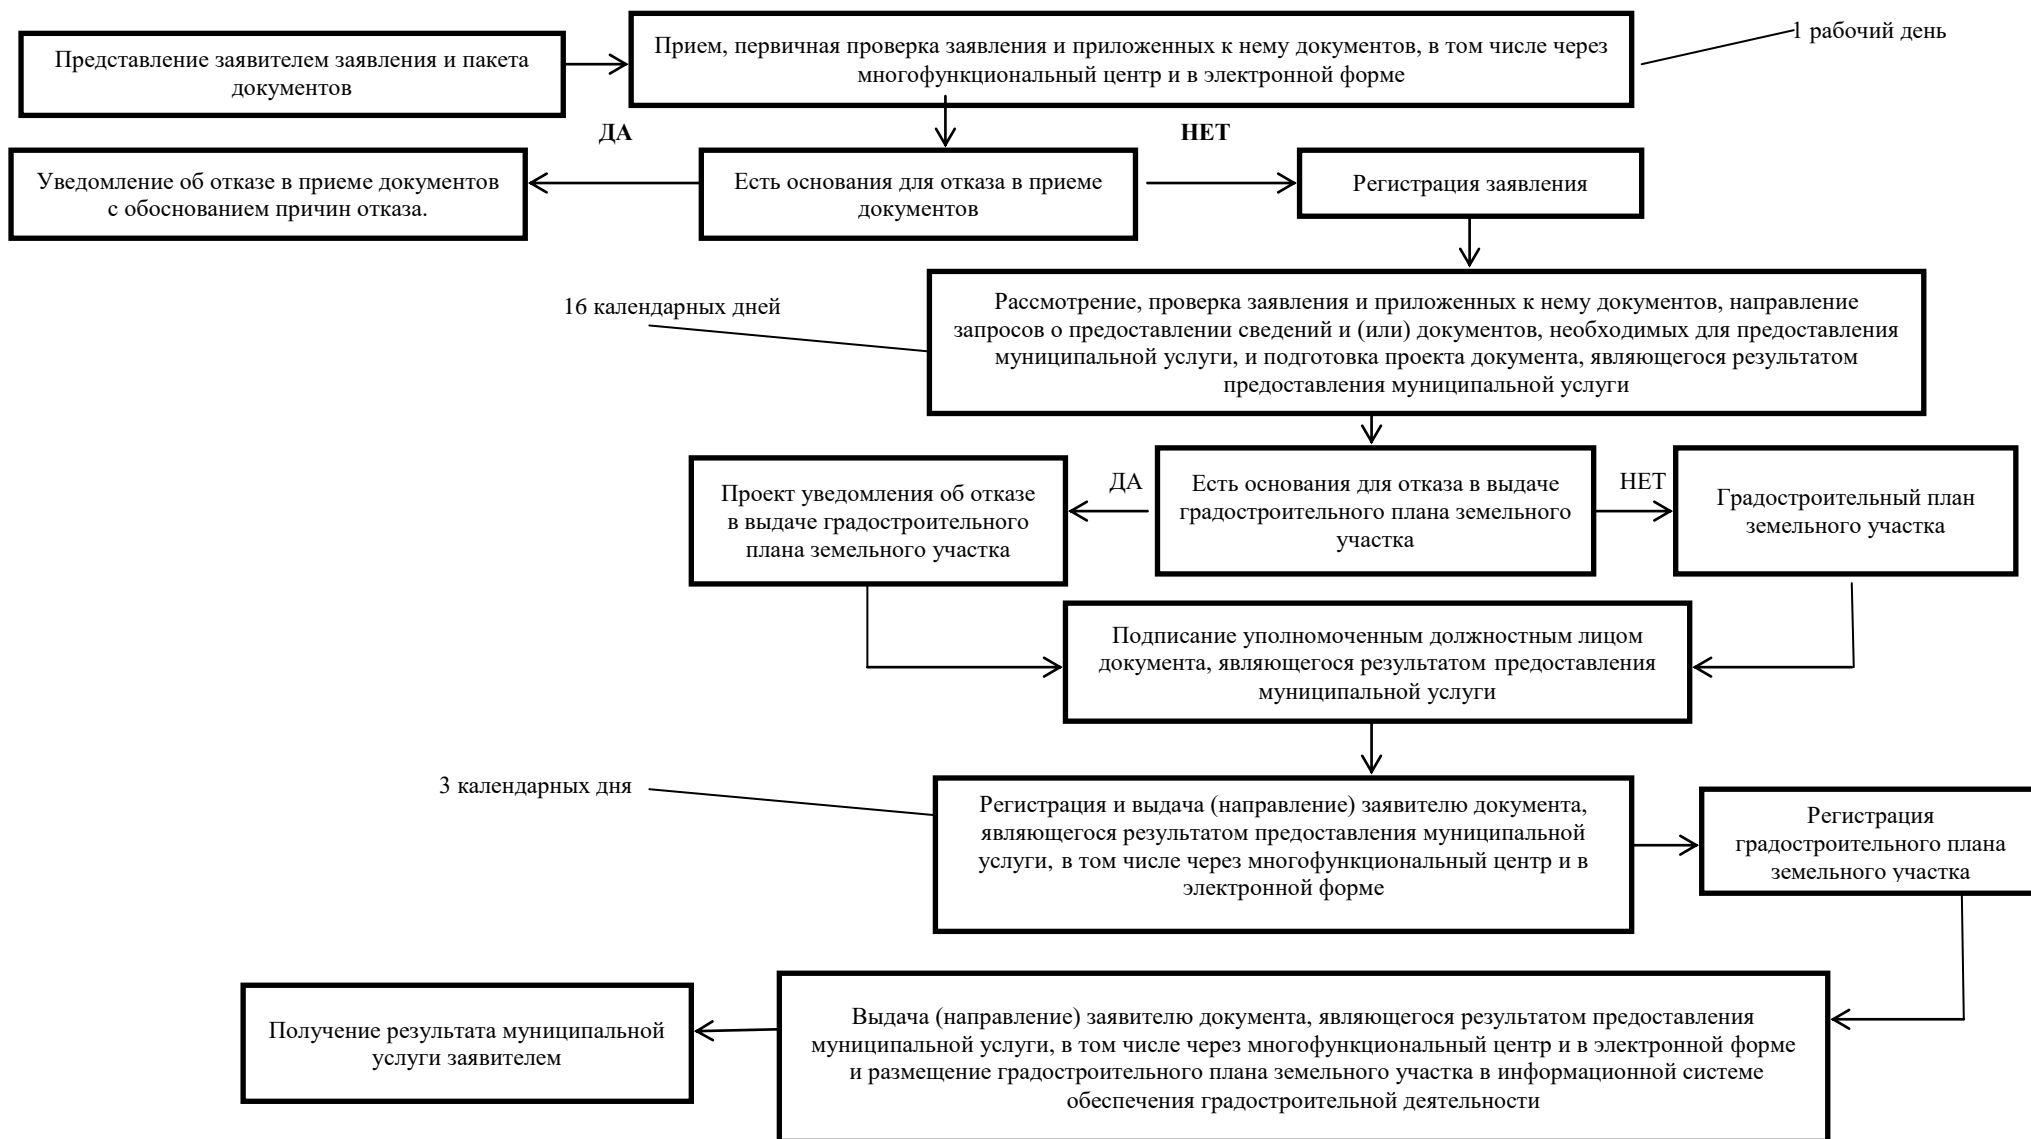 Представление заявителем заявления и пакета
документов
Прием, первичная проверка заявления и приложенных к нему документов, в том числе через
многофункциональный центр и в электронной форме
1 рабочий день
ДА
НЕТ
Уведомление об отказе в приеме документов
с обоснованием причин отказа.
Есть основания для отказа в приеме
документов
Регистрация заявления
16 календарных дней
Рассмотрение, проверка заявления и приложенных к нему документов, направление
запросов о предоставлении сведений и (или) документов, необходимых для предоставления
муниципальной услуги, и подготовка проекта документа, являющегося результатом
предоставления муниципальной услуги
Проект уведомления об отказе
в выдаче градостроительного
плана земельного участка
ДА
Есть основания для отказа в выдаче
градостроительного плана земельного
участка
НЕТ
Градостроительный план
земельного участка
Подписание уполномоченным должностным лицом
документа, являющегося результатом предоставления
муниципальной услуги
3 календарных дня
Регистрация и выдача (направление) заявителю документа,
являющегося результатом предоставления муниципальной
услуги, в том числе через многофункциональный центр и в
электронной форме
Регистрация
градостроительного плана
земельного участка
Получение результата муниципальной
услуги заявителем
Выдача (направление) заявителю документа, являющегося результатом предоставления
муниципальной услуги, в том числе через многофункциональный центр и в электронной форме
и размещение градостроительного плана земельного участка в информационной системе
обеспечения градостроительной деятельности